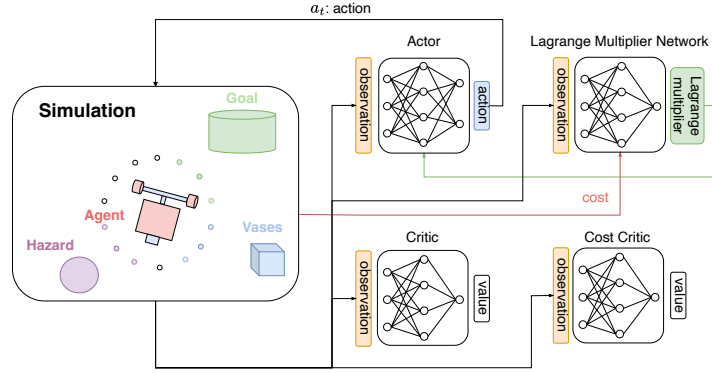 a_t: action
Actor
Lagrange Multiplier Network
Simulation
Goal
Agent
Hazard
Vases
observation
action
observation
Lagrange
multiplier
cost
Critic
Cost Critic
observation
value
observation
value